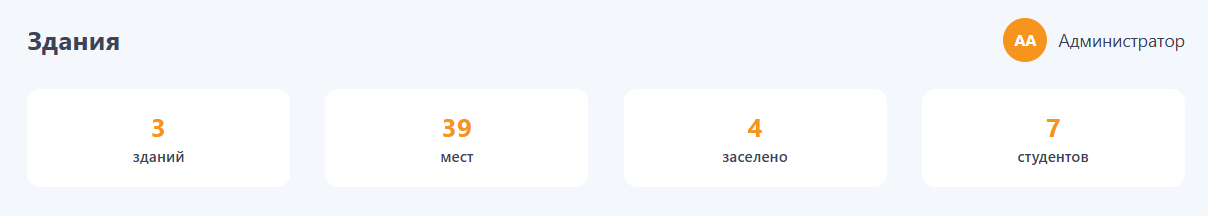 Здания
АА Администратор
3
зданий
39
мест
4
заселено
7
студентов